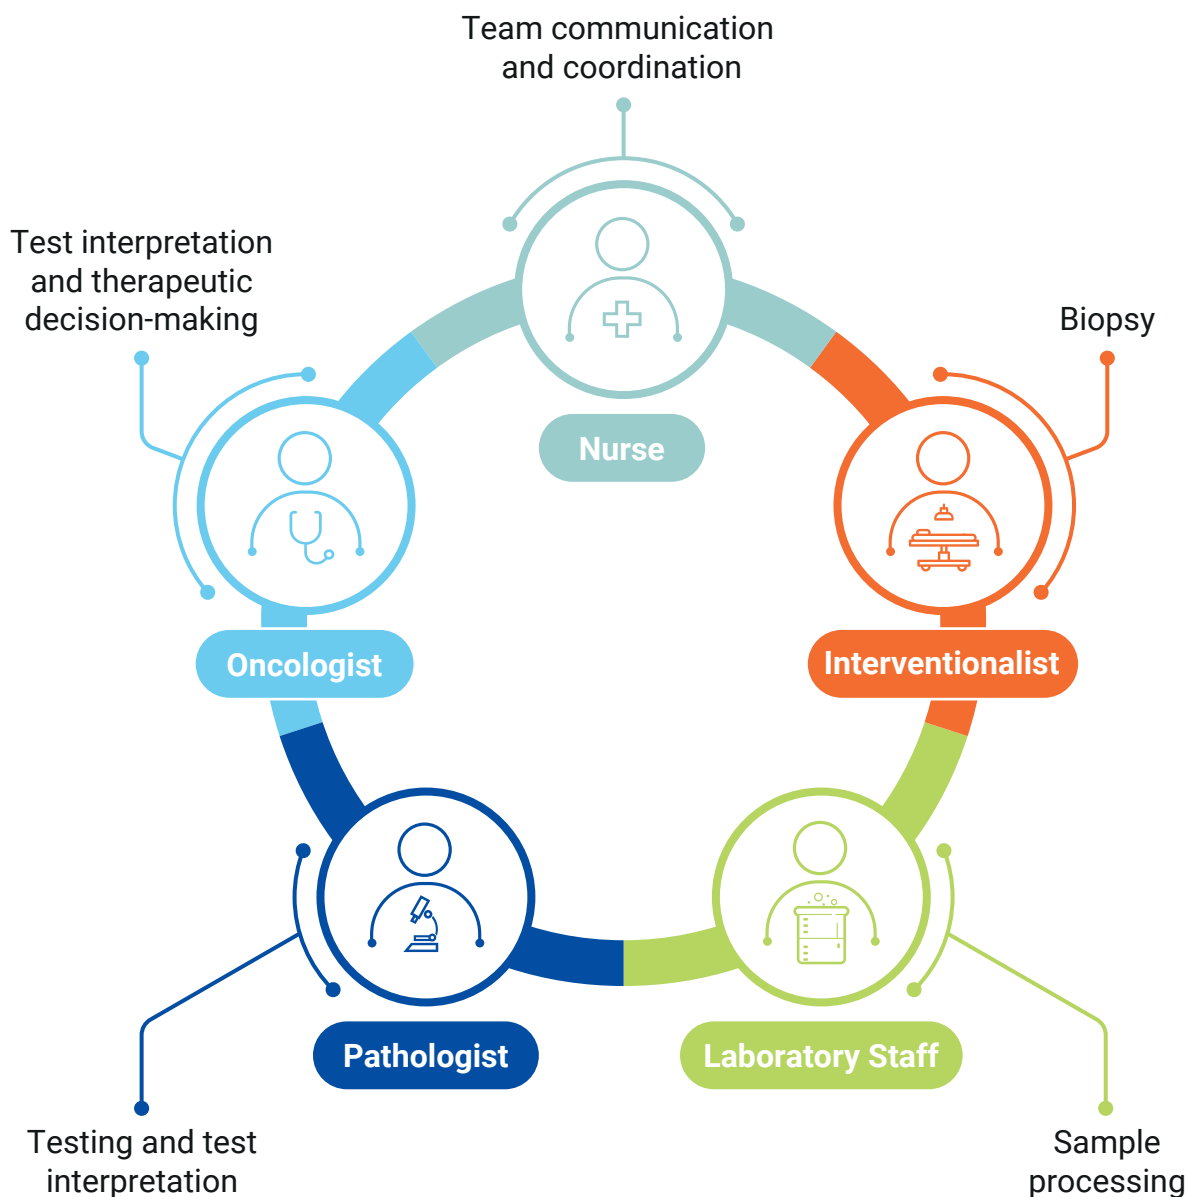 Team communication
and coordination
Test interpretation
and therapeutic
decision-making
Biopsy
Nurse
Oncologist
Interventionalist
Pathologist
Laboratory Staff
Testing and test
interpretation
Sample
processing